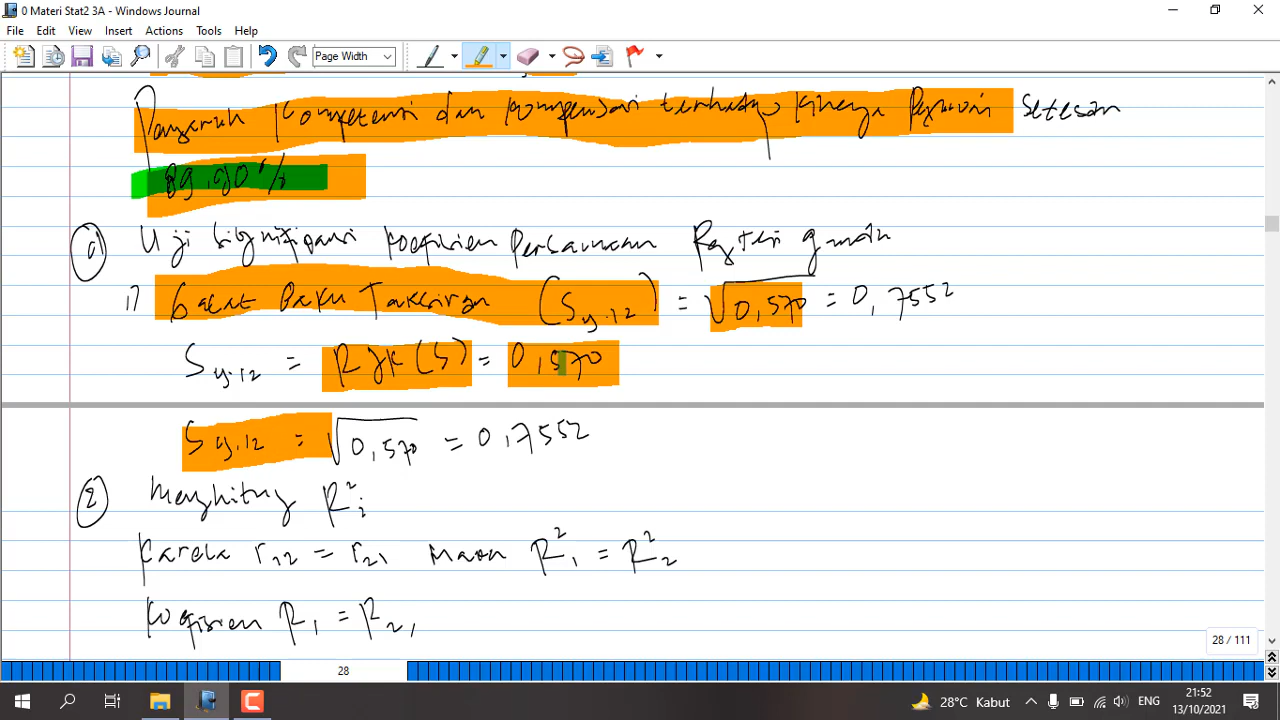 0 Materi Stat2 3A - Windows Journal
File Edit View Insert Actions Tools Help
Page Width
Pengaruh Kompetensi dan Kompensasi terhadap Kinerja Pegawai Sebesar
89,90%
Uji Signifikansi Koefisien Persamaan Regresi ganda
1) Galat Baku Taksiran (Sy.12) = √0,570 = 0,7552
Sy.12 = RJK(S) = 0,570
Sy.12 = √0,570 = 0,7552
2 Menghitung R²i
Karena r12 = r21 maka R²1 = R²2
Koefisien R1 = R2,
28 / 111
28
28°C Kabut ENG 21:52
13/10/2021